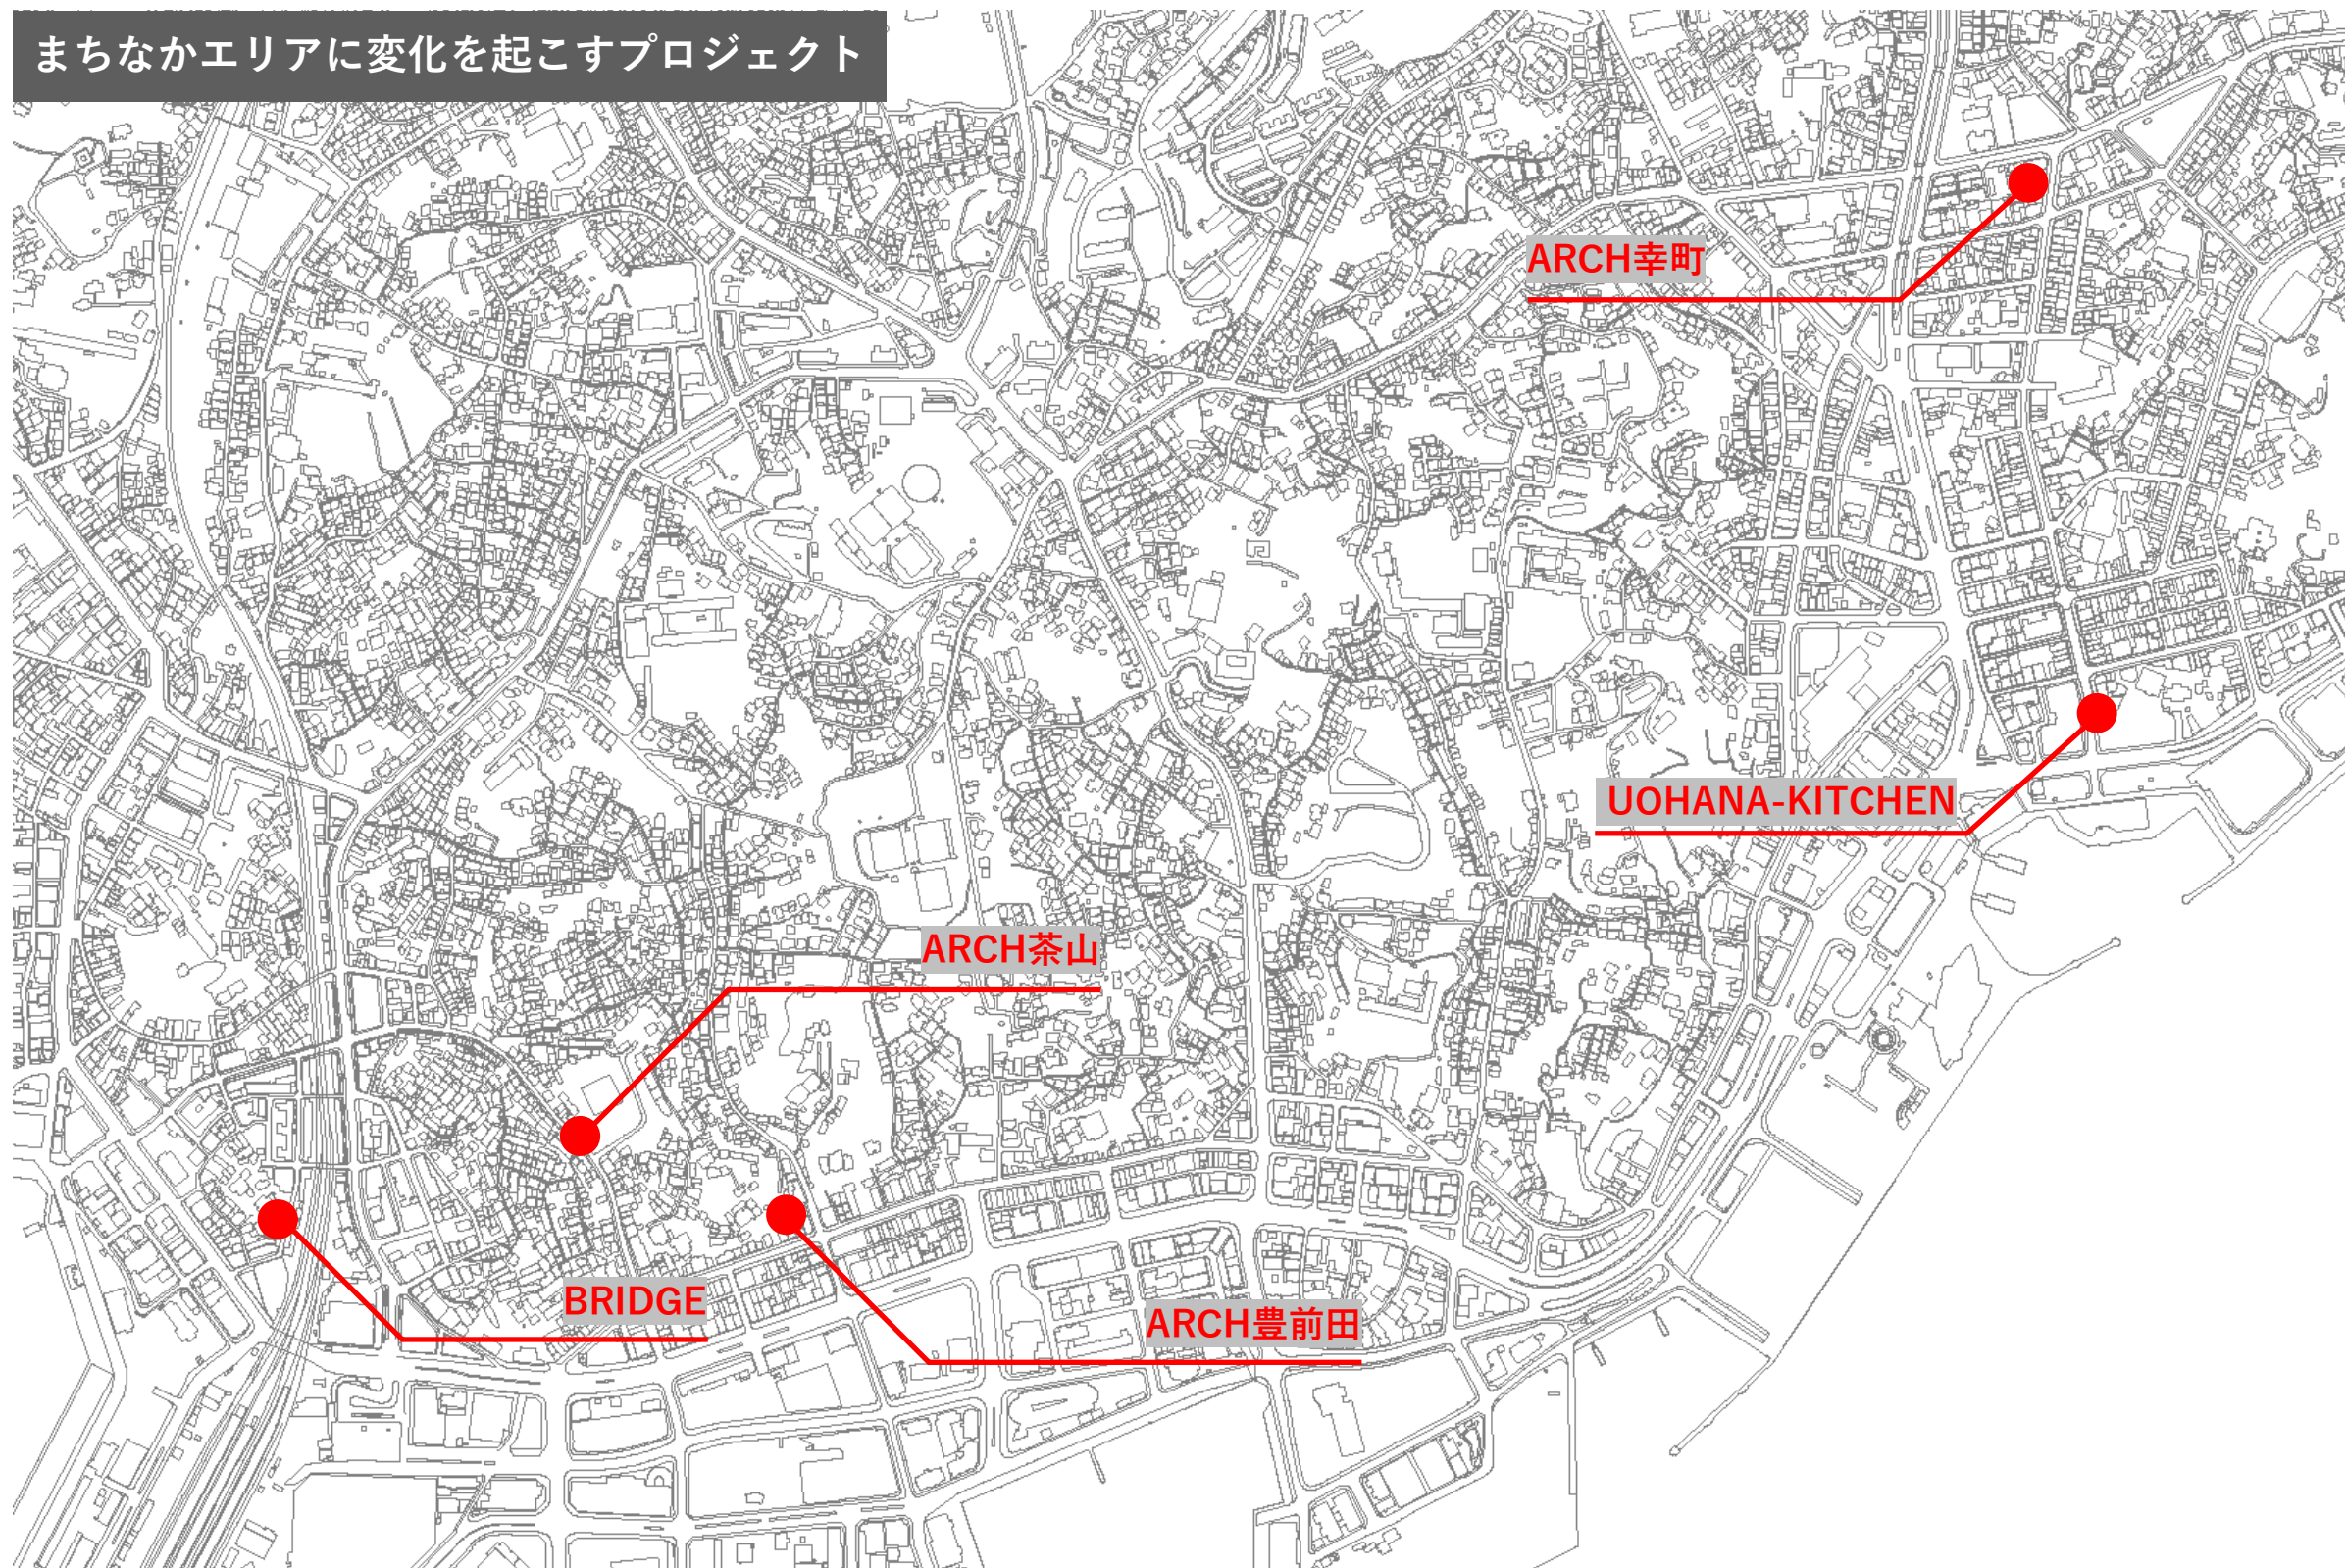 まちなかエリアに変化を起こすプロジェクト
ARCH幸町
UOHANA-KITCHEN
ARCH茶山
BRIDGE
ARCH豊前田